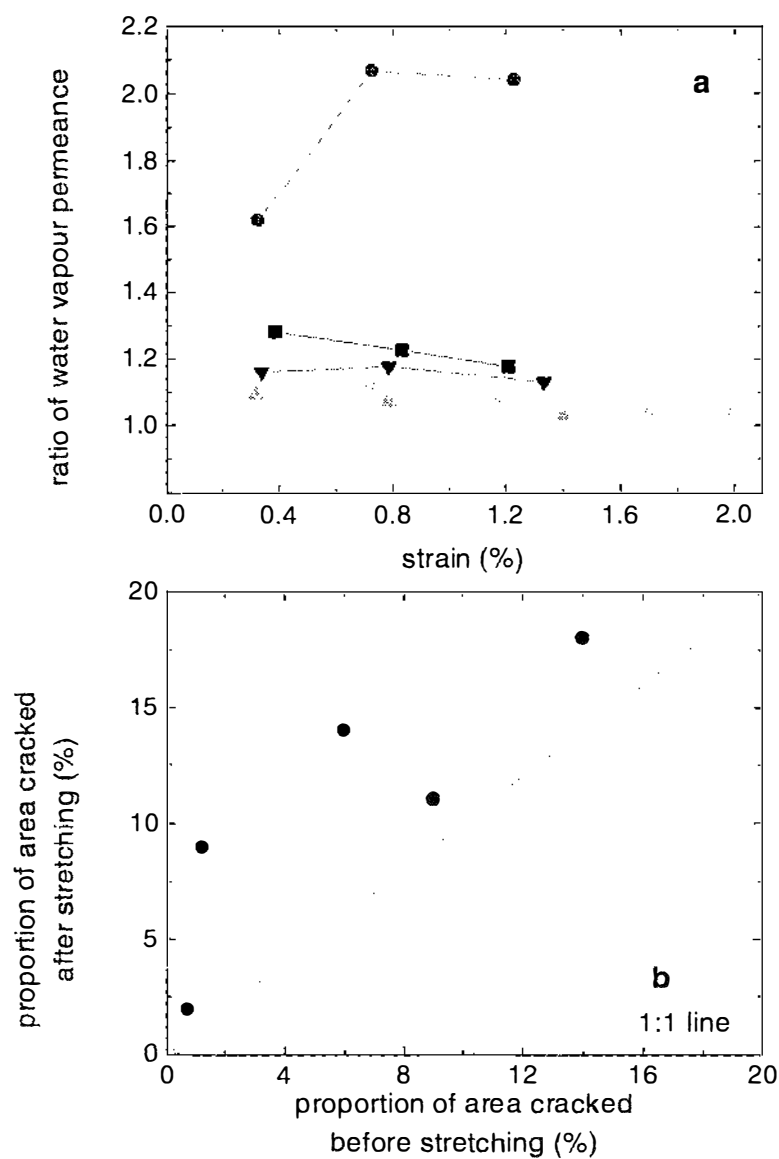 2.2
2.0
1.8
1.6
1.4
1.2
1.0
ratio of water vapour permeance
a
0.0 0.4 0.8 1.2 1.6 2.0
strain (%)
20
15
10
5
0
proportion of area cracked
after stretching (%)
b
1:1 line
0 4 8 12 16 20
proportion of area cracked
before stretching (%)